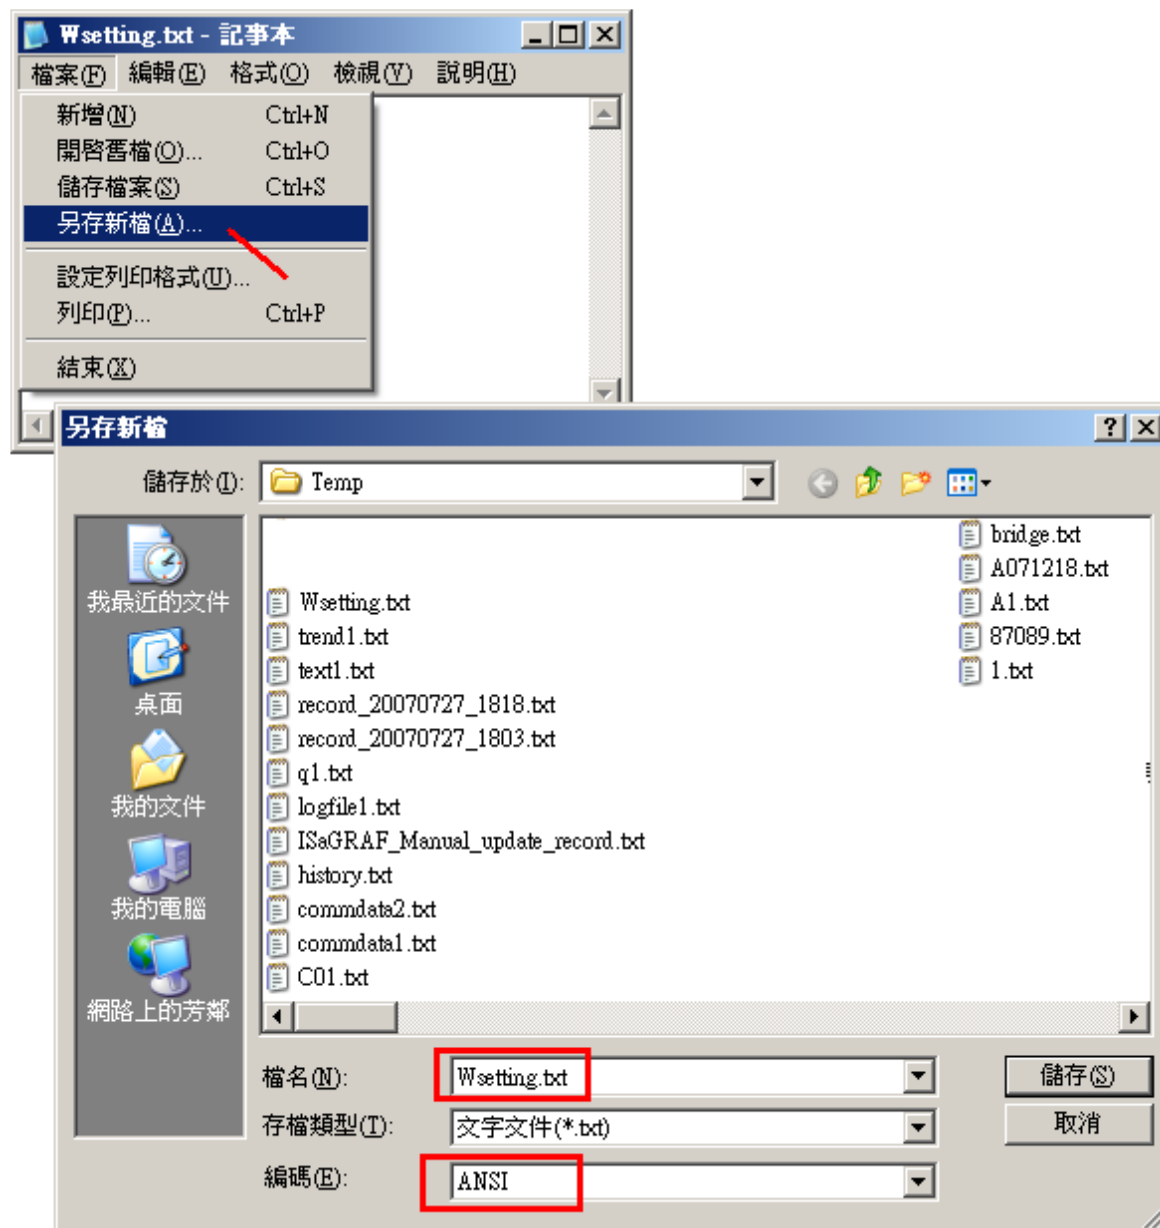 Wsetting.txt - 記事本
檔案(F) 編輯(E) 格式(O) 檢視(V) 說明(H)
新增(N) Ctrl+N
開啓舊檔(O)... Ctrl+O
儲存檔案(S) Ctrl+S
另存新檔(A)...
設定列印格式(U)...
列印(P)... Ctrl+P
結束(X)
另存新檔
儲存於(I): Temp
我最近的文件
桌面
我的文件
我的電腦
網路上的芳鄰
Wsetting.txt
trend1.txt
text1.txt
record_20070727_1818.txt
record_20070727_1803.txt
q1.txt
logfile1.txt
ISaGRAF_Manual_update_record.txt
history.txt
commdata2.txt
commdata1.txt
C01.txt
bridge.txt
A071218.txt
A1.txt
87089.txt
1.txt
檔名(N): Wsetting.txt 儲存(S)
存檔類型(T): 文字文件(*.txt) 取消
編碼(E): ANSI